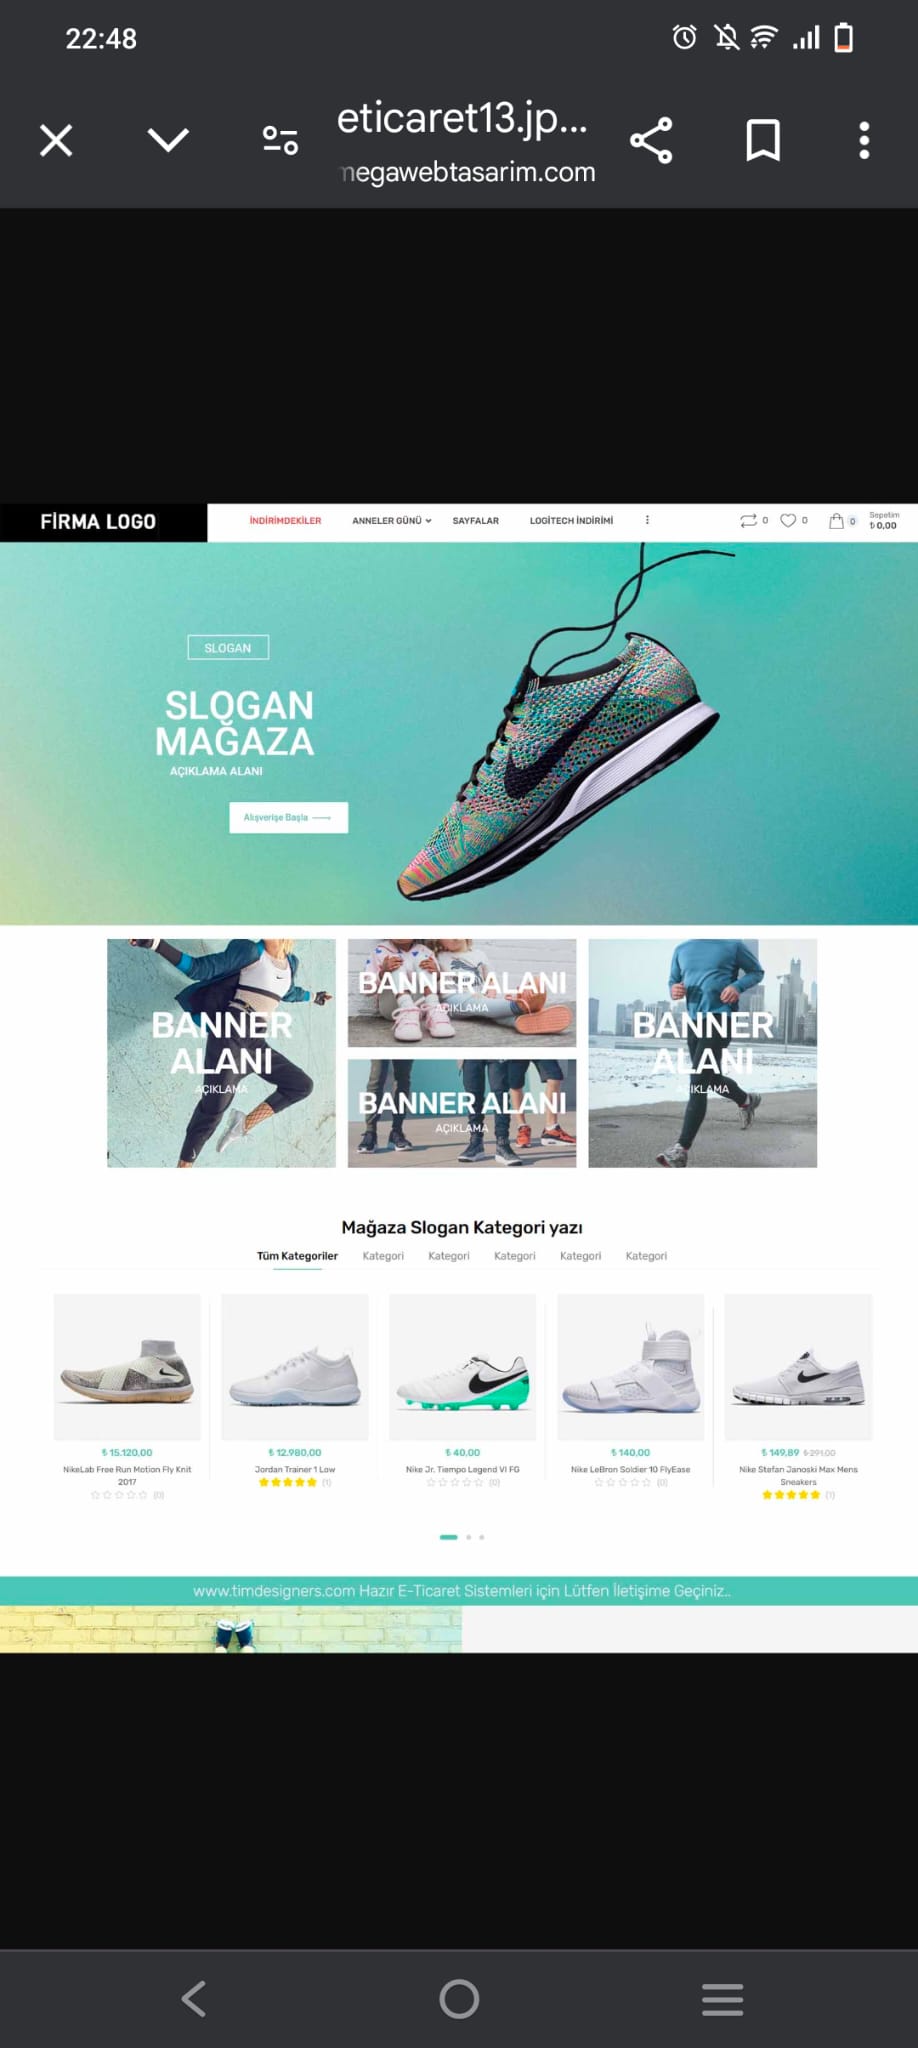 22:48
eticaret13.jp...
megawebtasarim.com
FİRMA LOGO
İNDİRİMDEKİLER ANNELER GÜNÜ SAYFALAR LOGİTECH İNDİRİMİ 0 0 0 Sepetim
₺ 0,00
SLOGAN
SLOGAN
MAĞAZA
AÇIKLAMA ALANI
Alışverişe Başla
BANNER
ALANI
AÇIKLAMA
BANNER ALANI
AÇIKLAMA
BANNER ALANI
AÇIKLAMA
BANNER
ALANI
AÇIKLAMA
Mağaza Slogan Kategori yazı
Tüm Kategoriler Kategori Kategori Kategori Kategori Kategori
₺ 15.120,00
NikeLab Free Run Motion Fly Knit
2017
(0)
₺ 12.980,00
Jordan Trainer 1 Low
(1)
₺ 40,00
Nike Jr. Tiempo Legend VI FG
(0)
₺ 140,00
Nike LeBron Soldier 10 FlyEase
(0)
₺ 149,89 ₺ 291,00
Nike Stefan Janoski Max Mens
Sneakers
(1)
www.timdesigners.com Hazır E-Ticaret Sistemleri için Lütfen İletişime Geçiniz..